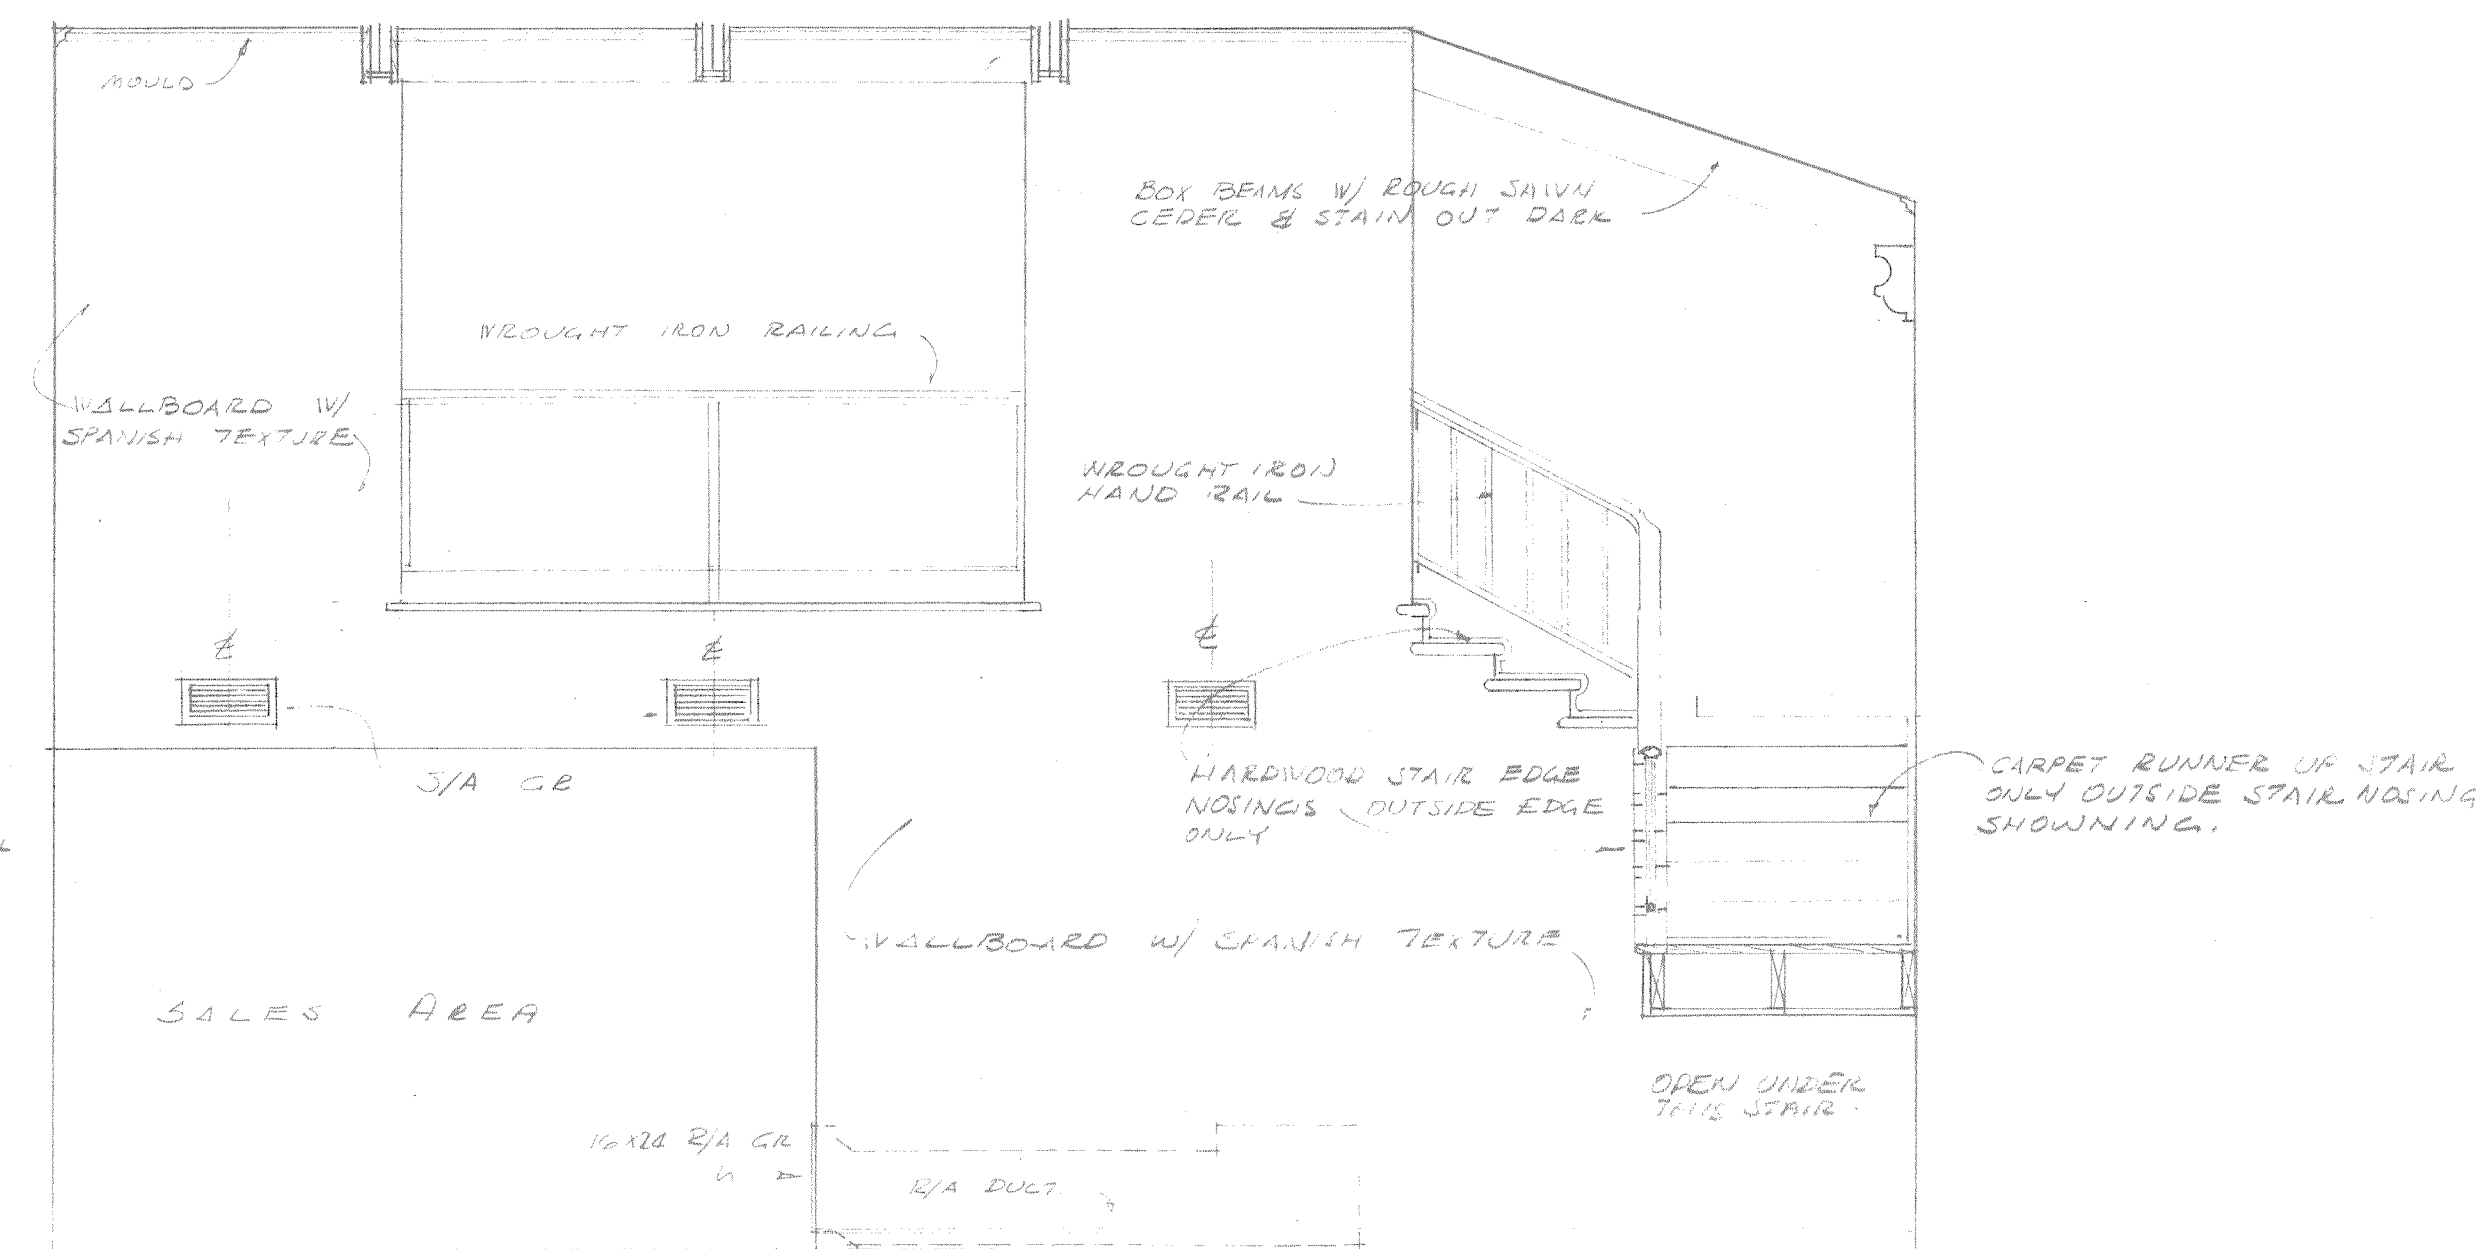 MOULD
BOX BEAMS W/ ROUGH SAWN
CEDER & STAIN OUT DARK
WROUGHT IRON RAILING
WALLBOARD W/
SPANISH TEXTURE
WROUGHT IRON
HAND RAIL
℄
℄
℄
S/A GR
HARDWOOD STAIR EDGE
NOSINGS OUTSIDE EDGE
ONLY
CARPET RUNNER UP STAIR
ONLY OUTSIDE STAIR NOSING
SHOWNING.
WALLBOARD W/ SPANISH TEXTURE
SALES AREA
OPEN UNDER
THIS STAIR.
16x24 R/A GR
R/A DUCT